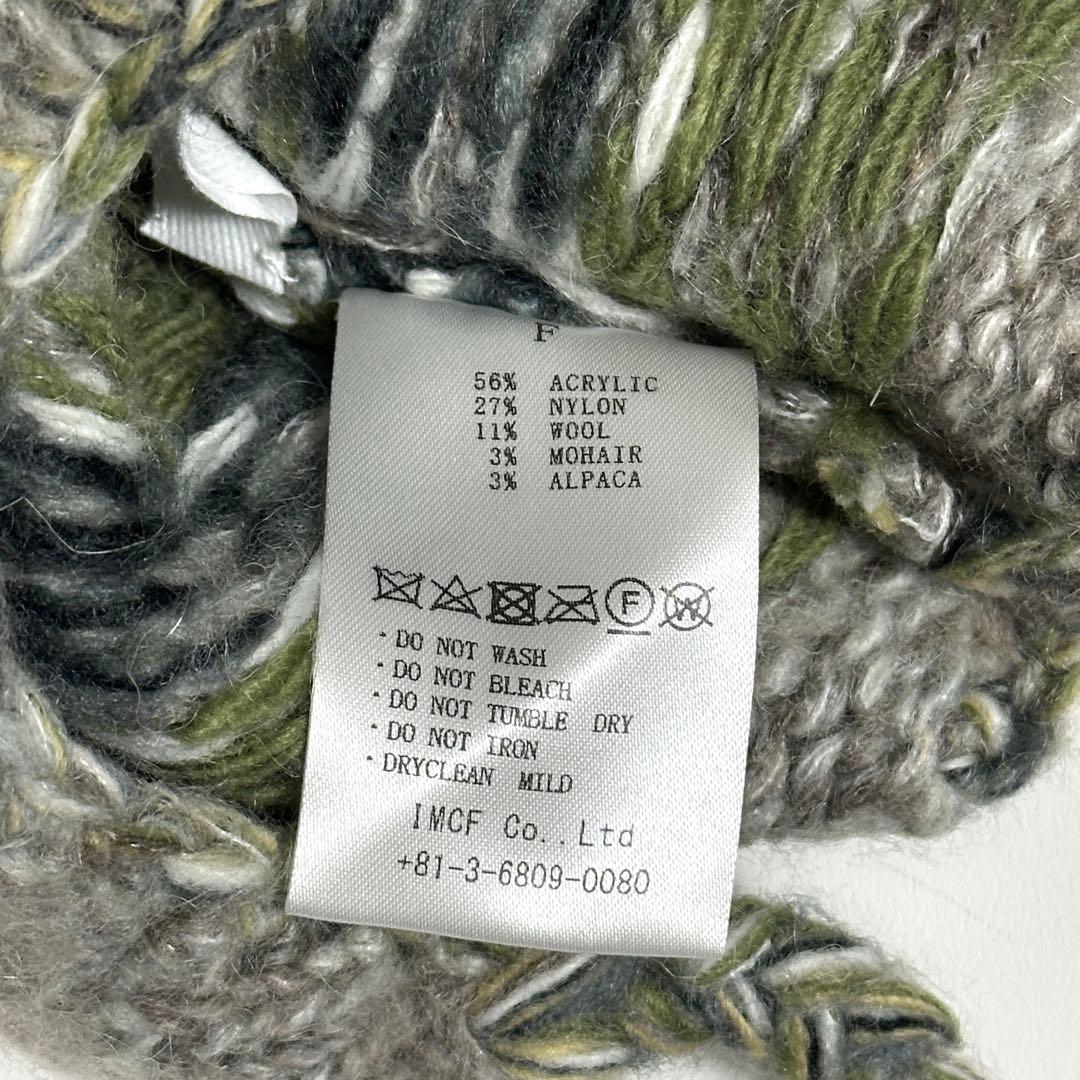 F
56% ACRYLIC
27% NYLON
11% WOOL
3% MOHAIR
3% ALPACA
F W
・DO NOT WASH
・DO NOT BLEACH
・DO NOT TUMBLE DRY
・DO NOT IRON
・DRYCLEAN MILD
IMCF Co.,Ltd
+81-3-6809-0080